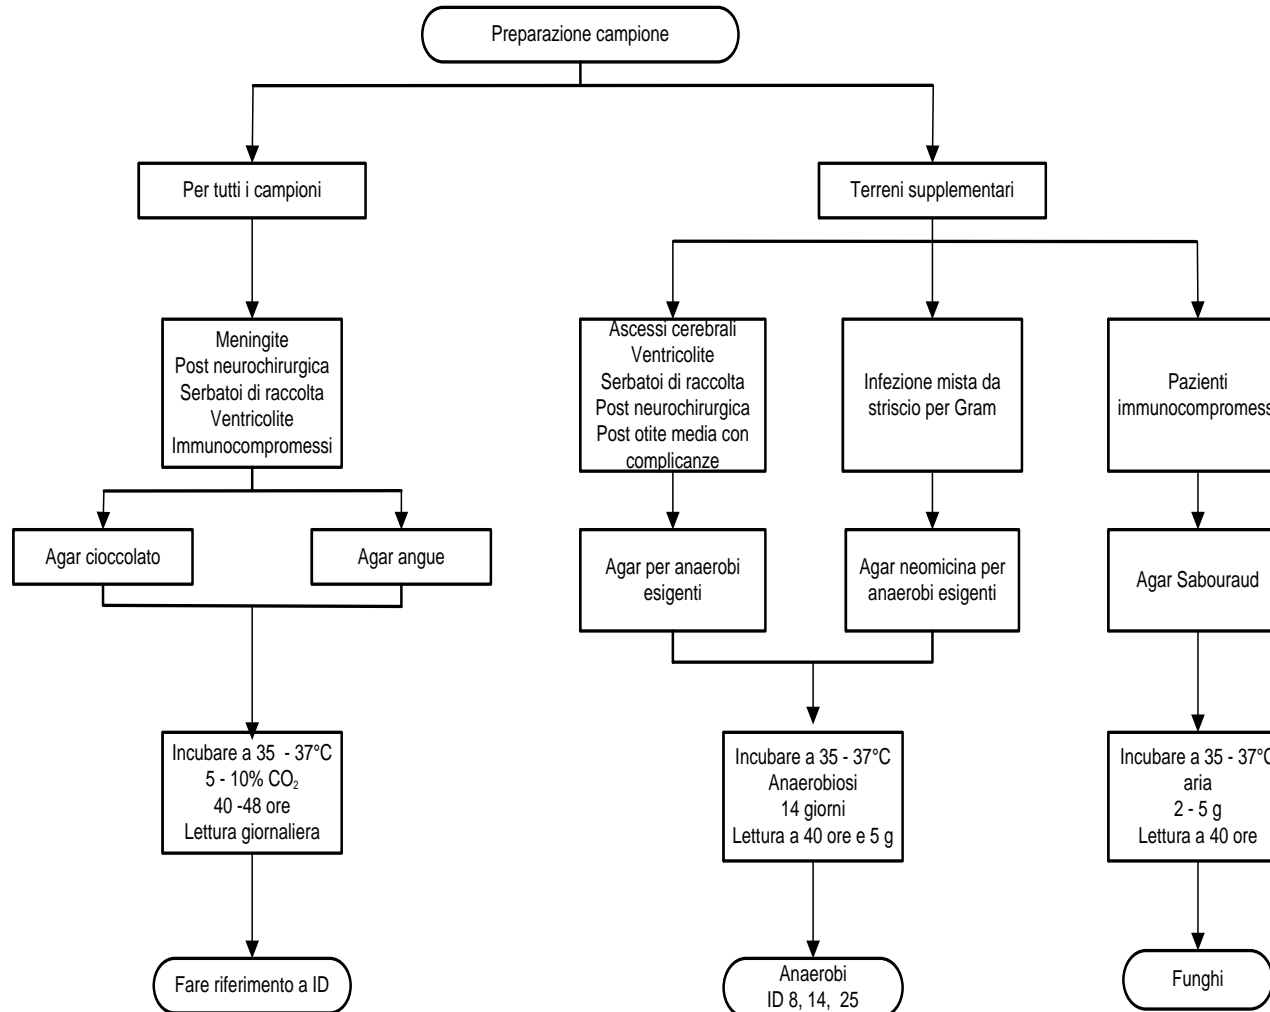 Preparazione campione
Per tutti i campioni
Terreni supplementari
Meningite
Post neurochirurgica
Serbatoi di raccolta
Ventricolite
Immunocompromessi
Ascessi cerebrali
Ventricolite
Serbatoi di raccolta
Post neurochirurgica
Post otite media con
complicanze
Infezione mista da
striscio per Gram
Pazienti
immunocompromess
Agar cioccolato
Agar angue
Agar per anaerobi
esigenti
Agar neomicina per
anaerobi esigenti
Agar Sabouraud
Incubare a 35 - 37°C
5 - 10% CO₂
40 -48 ore
Lettura giornaliera
Incubare a 35 - 37°C
Anaerobiosi
14 giorni
Lettura a 40 ore e 5 g
Incubare a 35 - 37°C
aria
2 - 5 g
Lettura a 40 ore
Fare riferimento a ID
Anaerobi
ID 8, 14, 25
Funghi